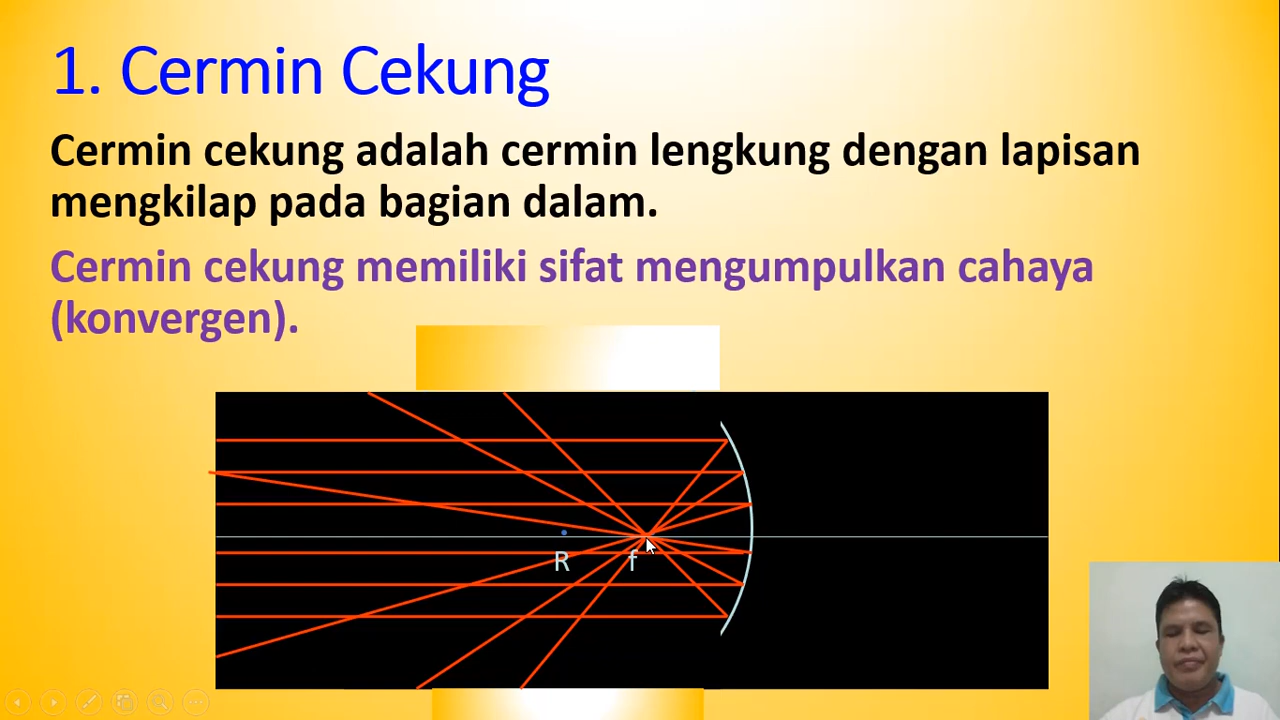 1. Cermin Cekung
Cermin cekung adalah cermin lengkung dengan lapisan
mengkilap pada bagian dalam.
Cermin cekung memiliki sifat mengumpulkan cahaya
(konvergen).
R
f